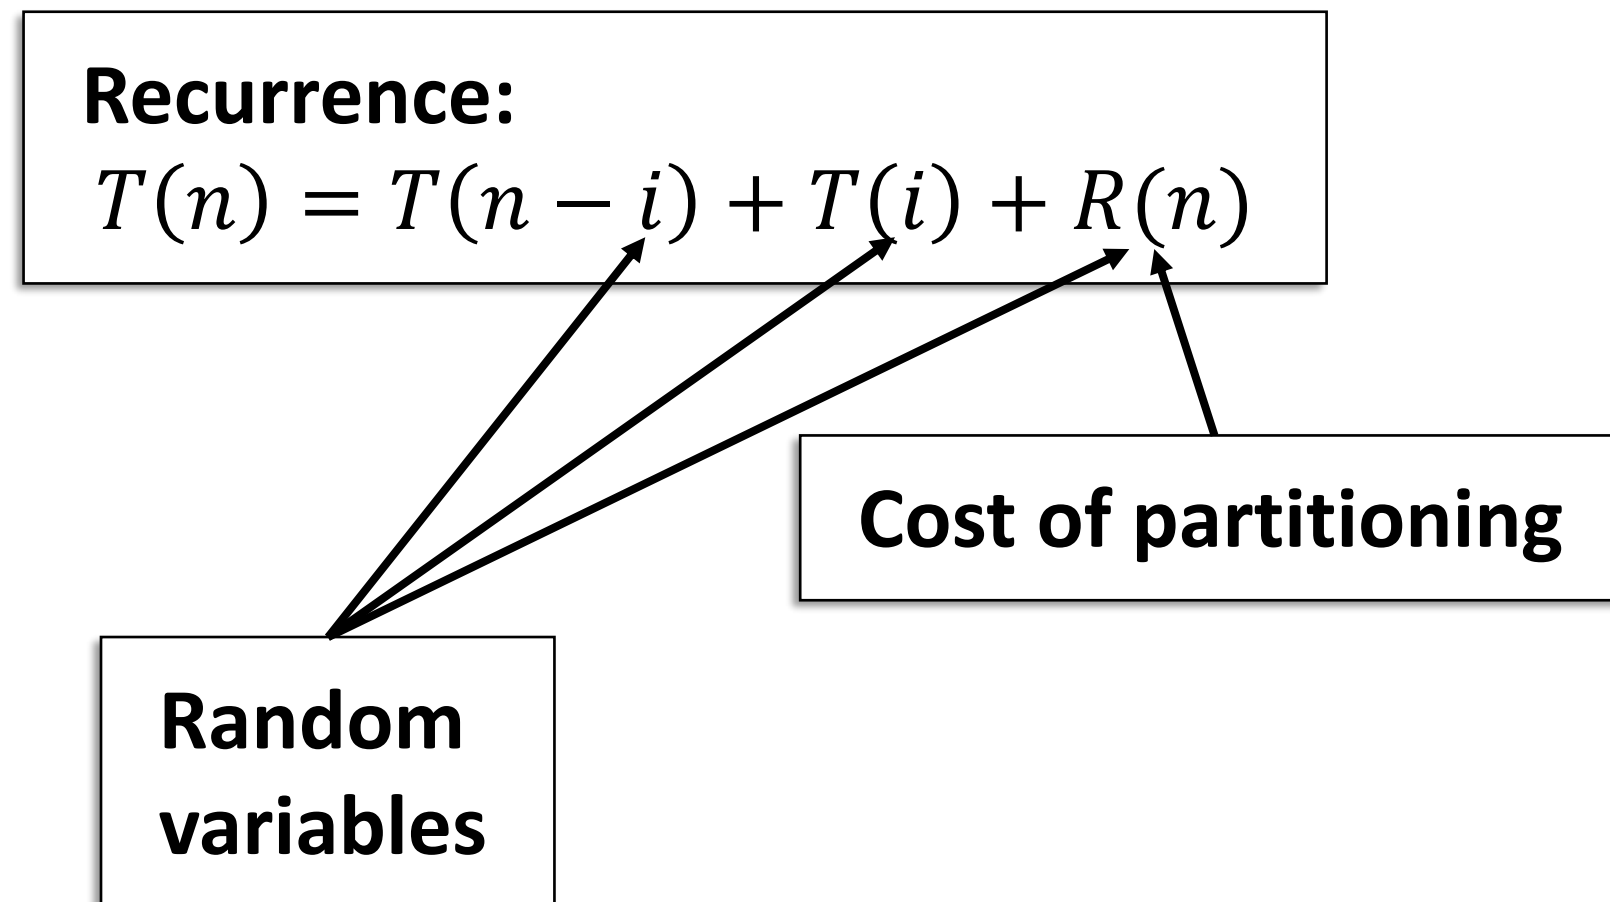 Recurrence:
T(n) = T(n − i) + T(i) + R(n)
Cost of partitioning
Random
variables